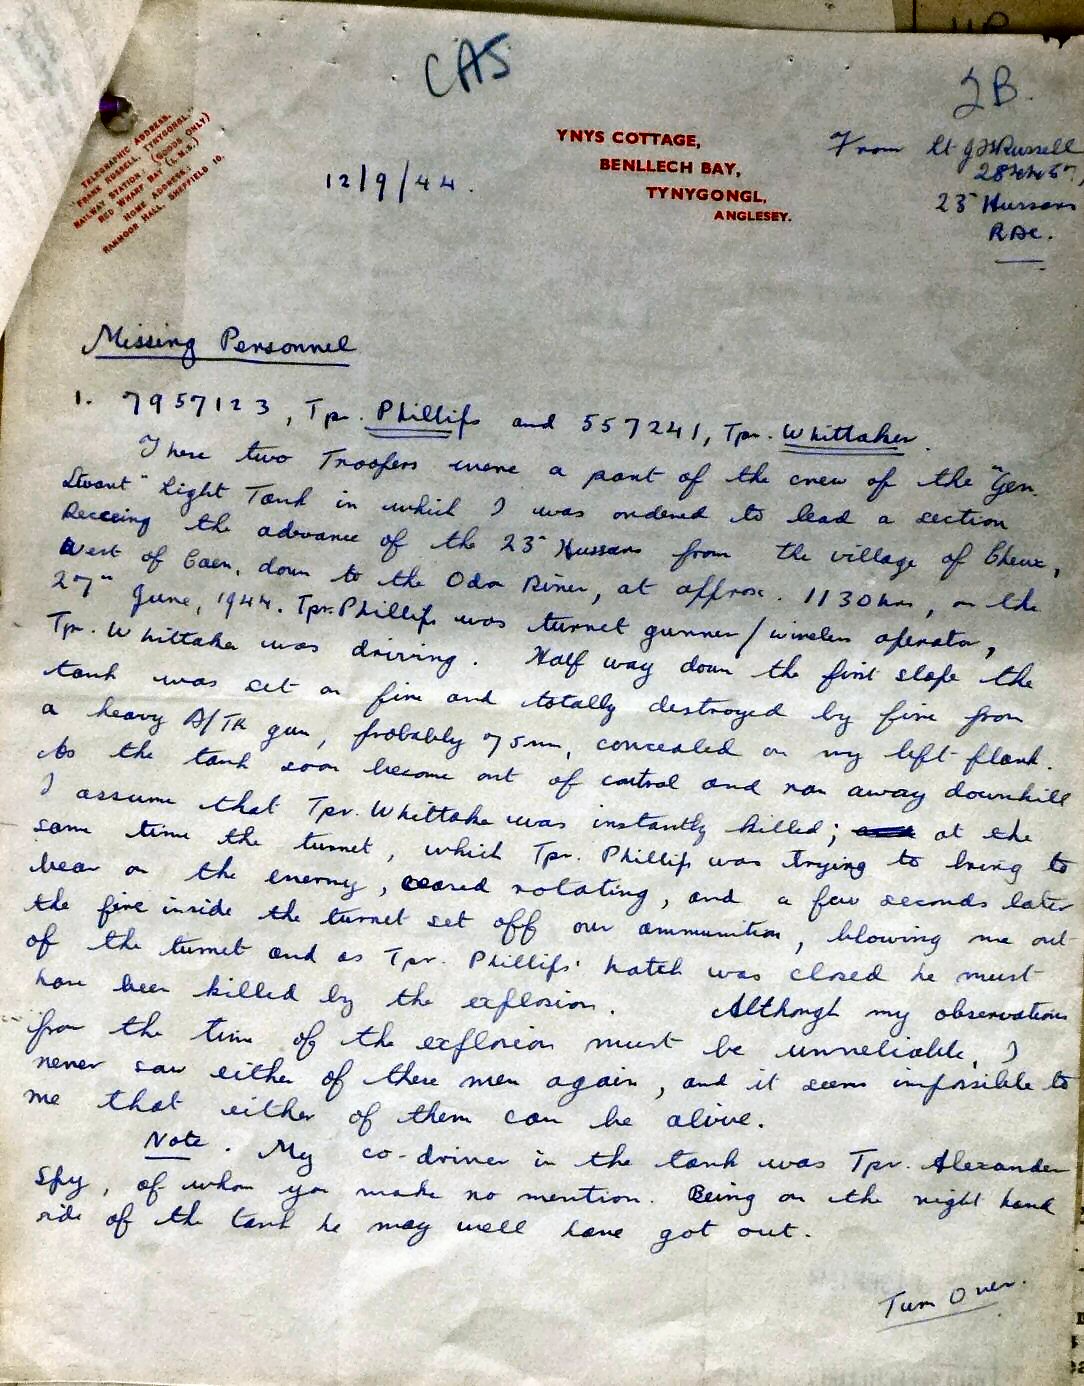 CAS
2B.
TELEGRAPHIC ADDRESS,
"FRANK RUSSELL, TYNYGONGL."
RAILWAY STATION: (GOODS ONLY)
RED WHARF BAY (L.M.S.)
HOME ADDRESS:
RANMOOR HALL, SHEFFIELD 10.
12/9/44.
YNYS COTTAGE,
BENLLECH BAY,
TYNYGONGL,
ANGLESEY.
From Lt Russell
23 Hussars
RAC.
Missing Personnel
1. 7957123, Tpr. Phillips and 557241, Tpr. Whittaker.
These two Troopers were a part of the crew of the "Gen.
Stuart" Light Tank in which I was ordered to lead a section
Recceing the advance of the 23 Hussars from the village of Cheux,
West of Caen, down to the Odon River, at approx. 1130 hrs, on the
27th June, 1944. Tpr. Phillips was turret gunner/wireless operator,
Tpr. Whittaker was driving. Half way down the first slope the
tank was set on fire and totally destroyed by fire from
a heavy A/TK gun, probably 75mm, concealed on my left flank.
As the tank soon became out of control and ran away downhill
I assume that Tpr. Whittaker was instantly killed; at the
same time the turret, which Tpr. Phillips was trying to bring to
bear on the enemy, ceased rotating, and a few seconds later
the fire inside the turret set off our ammunition, blowing me out
of the turret and as Tpr. Phillips' hatch was closed he must
have been killed by the explosion. Although my observations
from the time of the explosion must be unreliable, I
never saw either of these men again, and it seems impossible to
me that either of them can be alive.
Note. My co-driver in the tank was Tpr. Alexander
Spy, of whom you make no mention. Being on the right hand
side of the tank he may well have got out.
Turn Over.